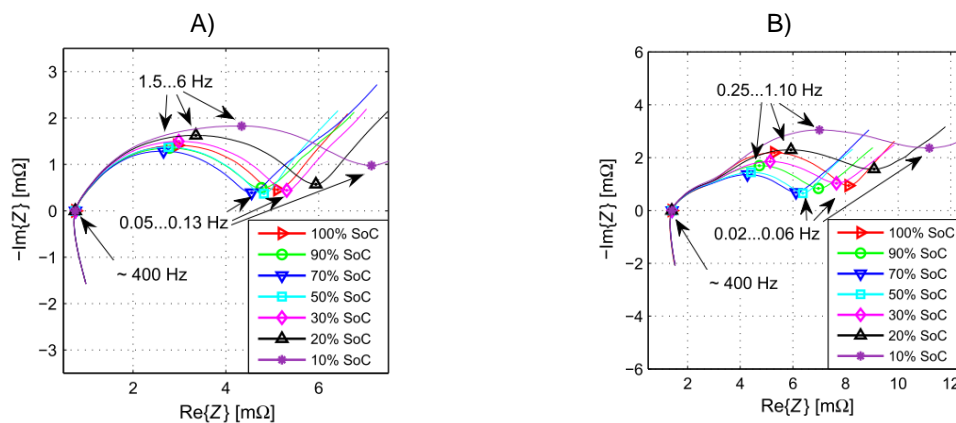 A)
3
2
1
0
1
2
3
−Im{Z} [mΩ]
2
4
6
Re{Z} [mΩ]
1.5...6 Hz
0.05...0.13 Hz
~ 400 Hz
100% SoC
90% SoC
70% SoC
50% SoC
30% SoC
20% SoC
10% SoC
B)
6
4
2
0
−2
−4
−6
−Im{Z} [mΩ]
2
4
6
8
10
12
Re{Z} [mΩ]
0.25...1.10 Hz
0.02...0.06 Hz
~ 400 Hz
100% SoC
90% SoC
70% SoC
50% SoC
30% SoC
20% SoC
10% SoC